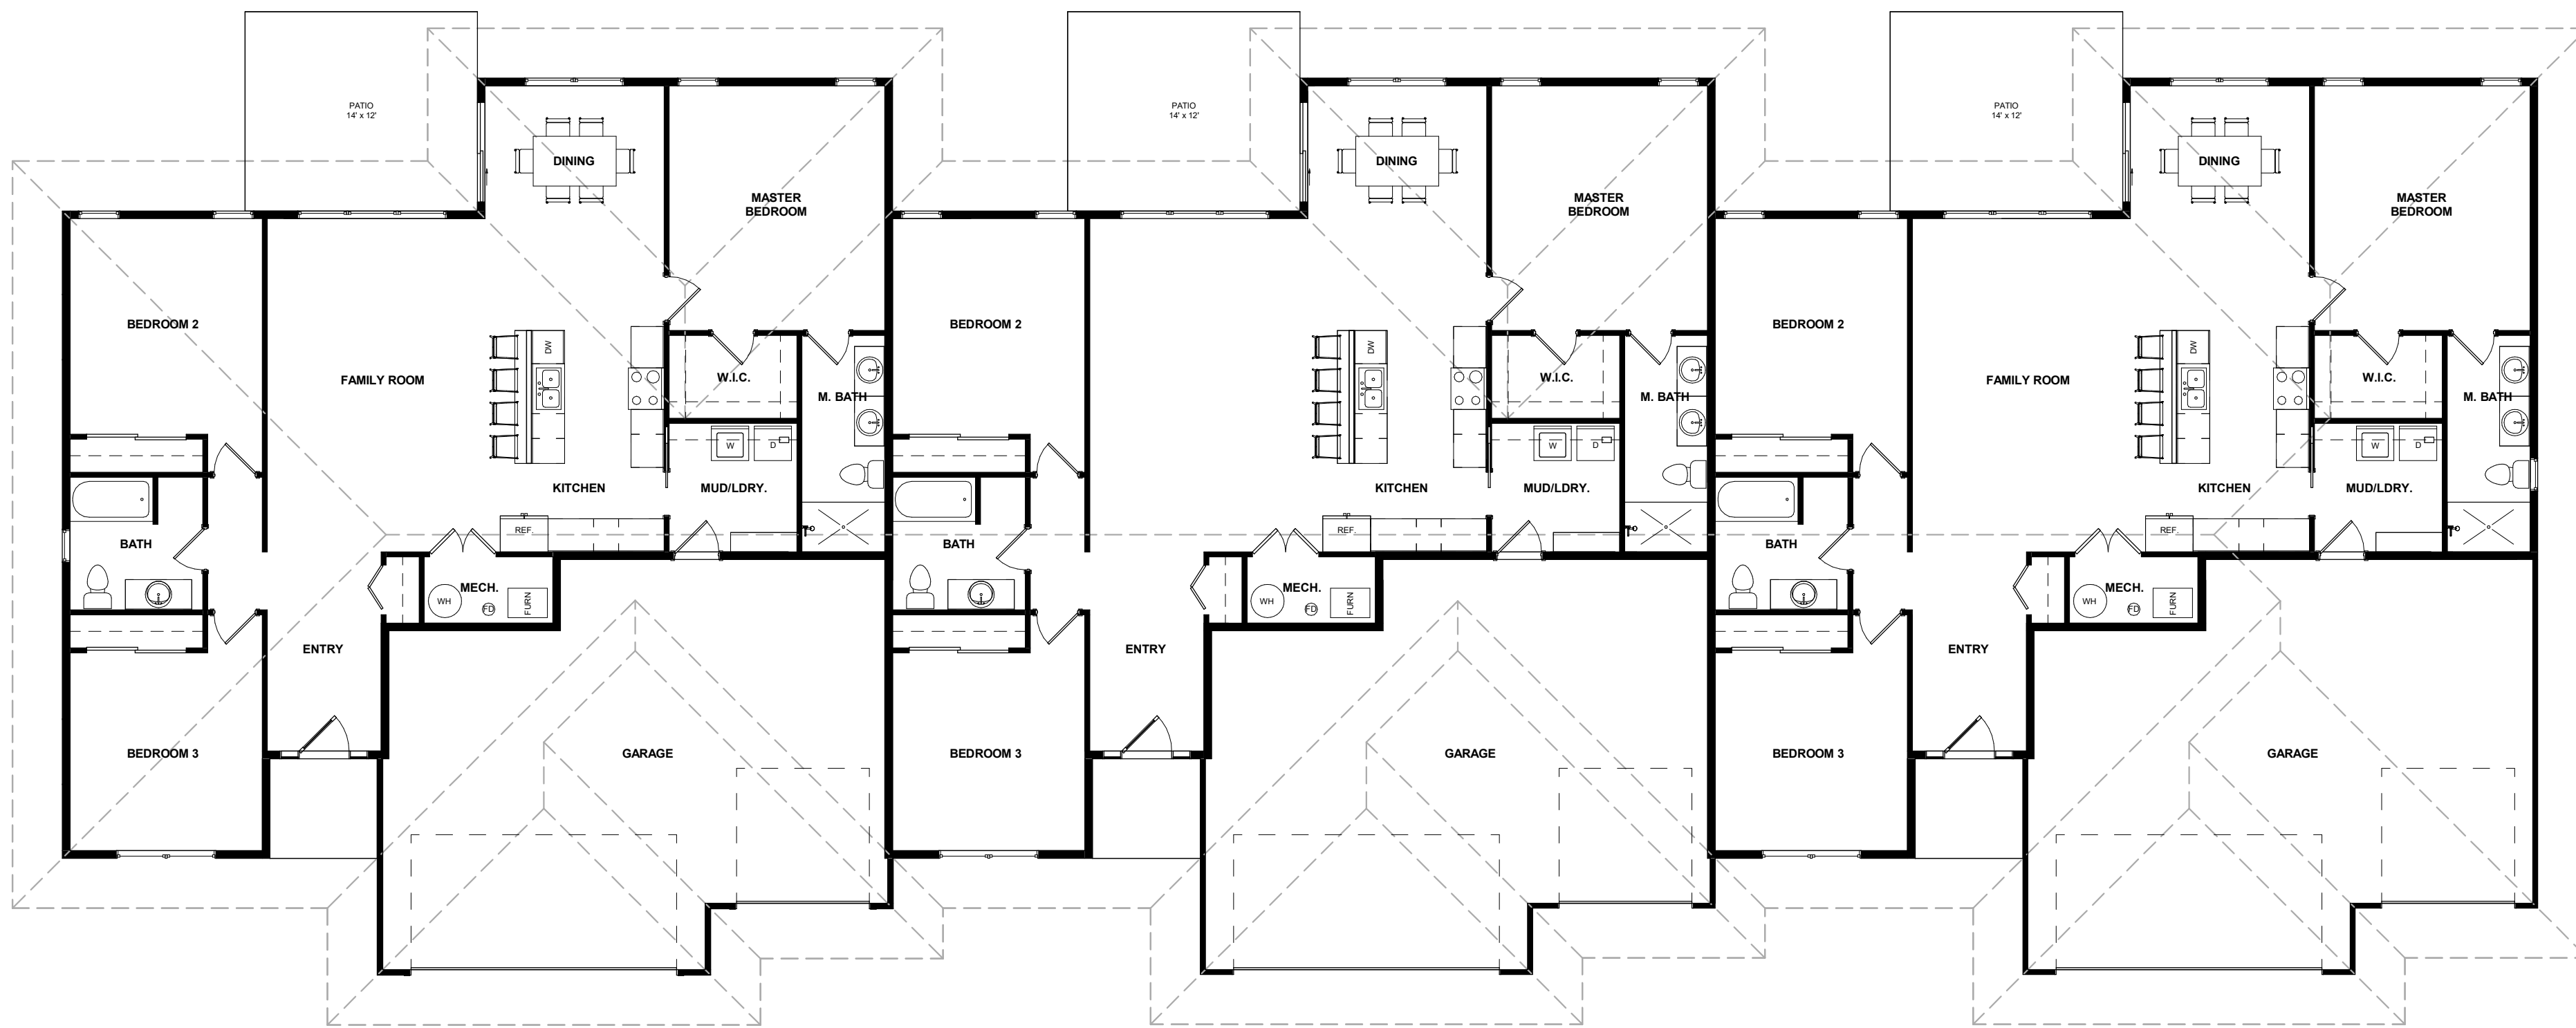 PATIO
14' x 12'
DINING
MASTER
BEDROOM
BEDROOM 2
DW
FAMILY ROOM
W.I.C.
M. BATH
W
D
KITCHEN
MUD/LDRY.
REF.
BATH
MECH.
WH
FD
FURN
ENTRY
BEDROOM 3
GARAGE
PATIO
14' x 12'
DINING
MASTER
BEDROOM
BEDROOM 2
DW
W.I.C.
M. BATH
W
D
KITCHEN
MUD/LDRY.
REF.
BATH
MECH.
WH
FD
FURN
ENTRY
BEDROOM 3
GARAGE
PATIO
14' x 12'
DINING
MASTER
BEDROOM
BEDROOM 2
DW
FAMILY ROOM
W.I.C.
M. BATH
W
D
KITCHEN
MUD/LDRY.
REF.
BATH
MECH.
WH
FD
FURN
ENTRY
BEDROOM 3
GARAGE